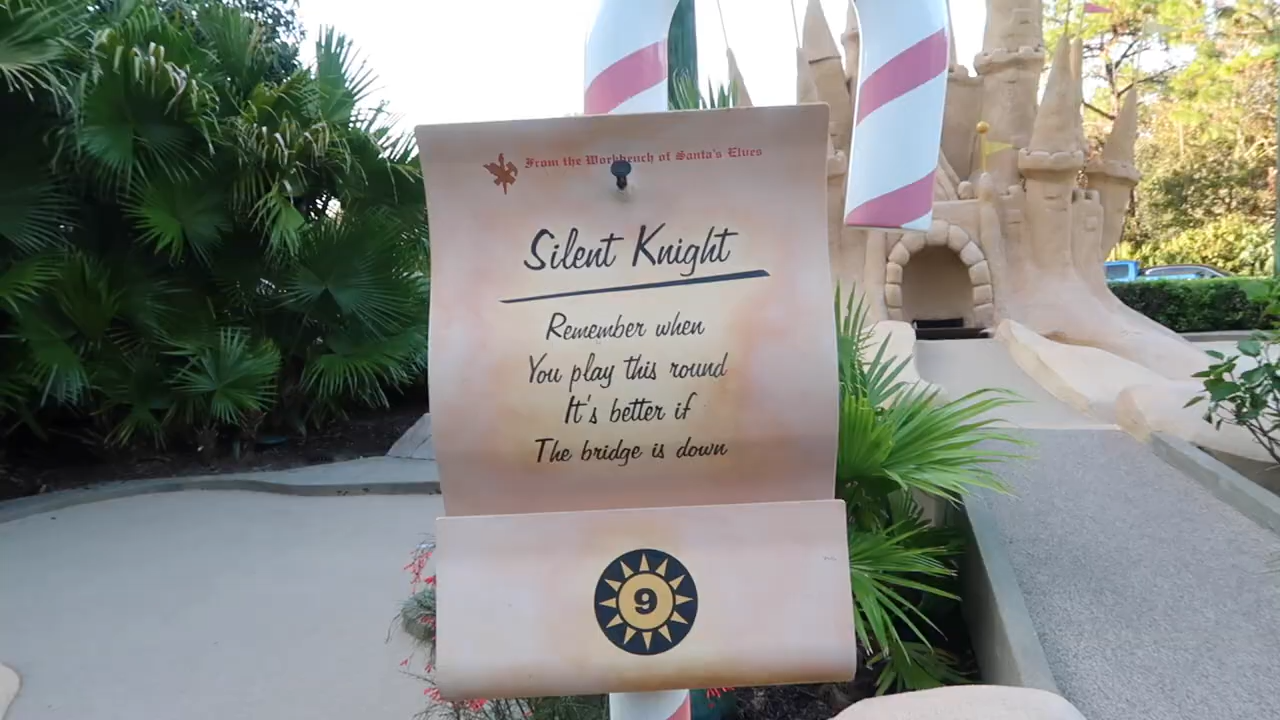 From the Workbench of Santa's Elves
Silent Knight
Remember when
You play this round
It's better if
The bridge is down
9